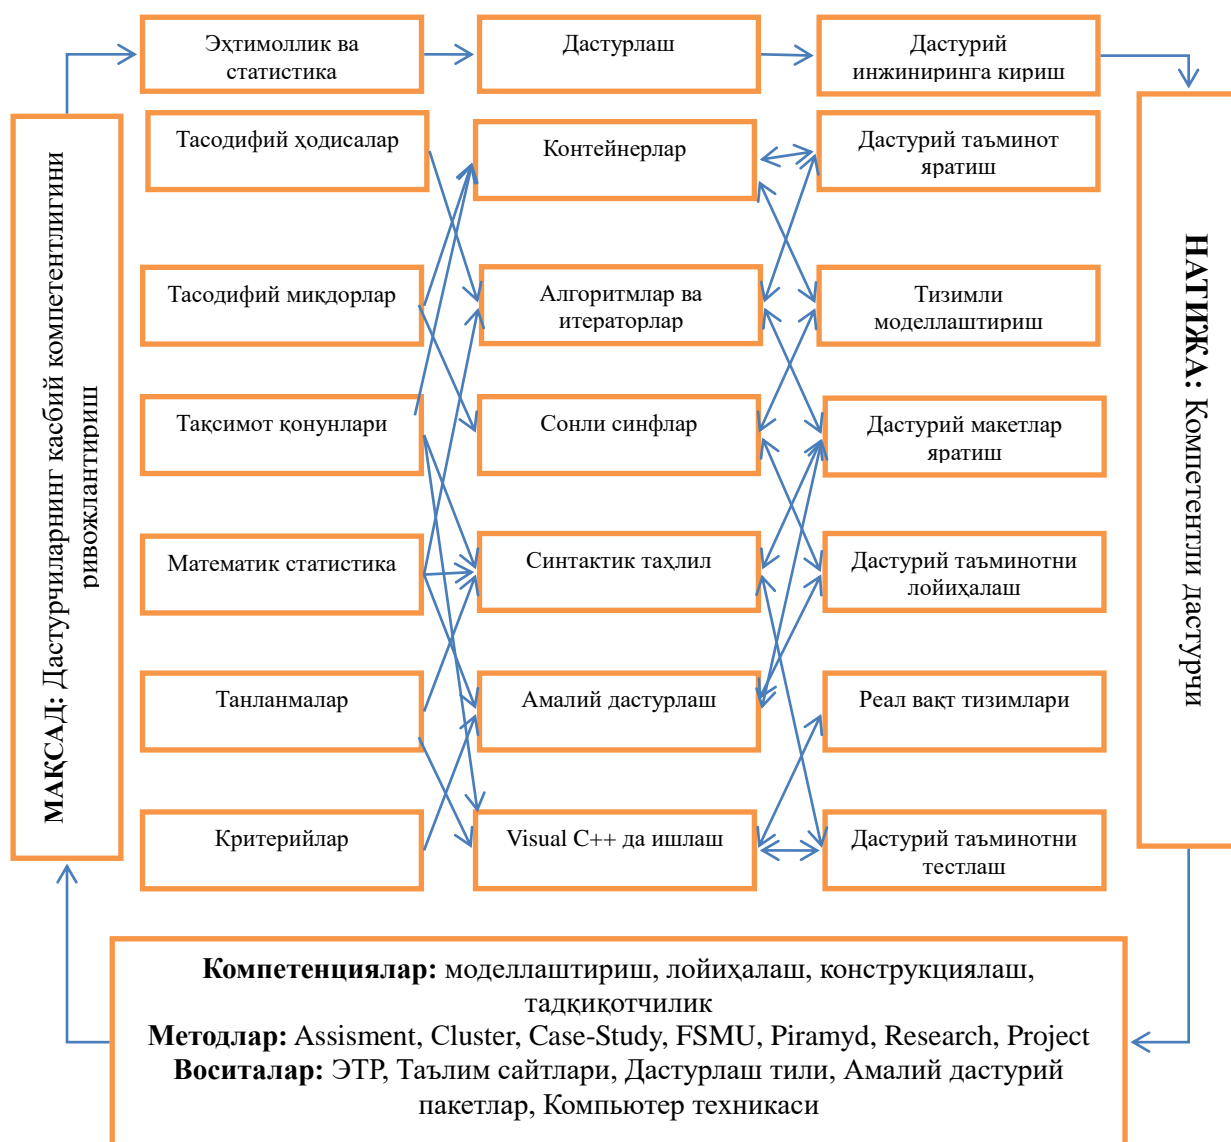 Эҳтимоллик ва
статистика
Дастурлаш
Дастурий
инжиниринга кириш
МАҚСАД: Дастурчиларнинг касбий компетентлигини
ривожлантириш
Тасодифий ҳодисалар
Контейнерлар
Дастурий таъминот
яратиш
Тасодифий миқдорлар
Алгоритмлар ва
итераторлар
Тизимли
моделлаштириш
Тақсимот қонунлари
Сонли синфлар
Дастурий макетлар
яратиш
Математик статистика
Синтактик таҳлил
Дастурий таъминотни
лойиҳалаш
Танланмалар
Амалий дастурлаш
Реал вақт тизимлари
Критерийлар
Visual C++ да ишлаш
Дастурий таъминотни
тестлаш
НАТИЖА: Компетентли дастурчи
Компетенциялар: моделлаштириш, лойиҳалаш, конструкциялаш,
тадқиқотчилик
Методлар: Assisment, Cluster, Case-Study, FSMU, Piramyd, Research, Project
Воситалар: ЭТР, Таълим сайтлари, Дастурлаш тили, Амалий дастурий
пакетлар, Компьютер техникаси